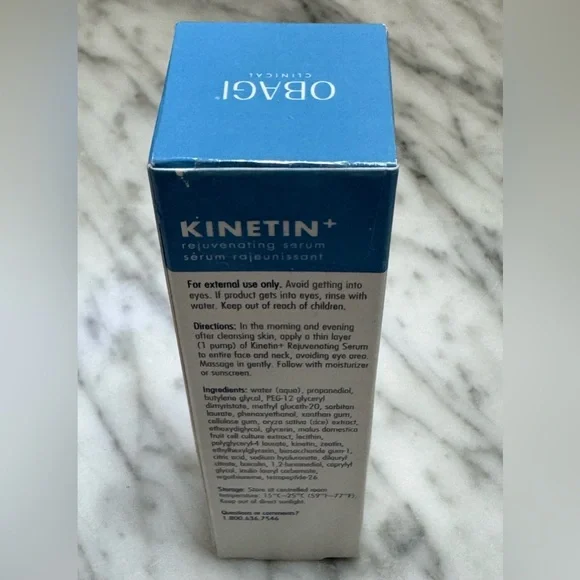 OBAGI™
CLINICAL
KINETIN+
rejuvenating serum
sérum rajeunissant
For external use only. Avoid getting into
eyes. If product gets into eyes, rinse with
water. Keep out of reach of children.
Directions: In the morning and evening
after cleansing skin, apply a thin layer
(1 pump) of Kinetin+ Rejuvenating Serum
to entire face and neck, avoiding eye area.
Massage in gently. Follow with moisturizer
or sunscreen.
Ingredients: water (aqua), propanediol,
butylene glycol, PEG-12 glyceryl
dimyristate, methyl gluceth-20, sorbitan
laurate, phenoxyethanol, xanthan gum,
cellulose gum, oryza sativa (rice) extract,
ethoxydiglycol, glycerin, malus domestica
fruit cell culture extract, lecithin,
polyglyceryl-4 laurate, kinetin, zeatin,
ethylhexylglycerin, biosaccharide gum-1,
citric acid, sodium hyaluronate, dilauryl
citrate, 1,2-hexanediol, caprylyl
glycol, inulin lauryl carbamate,
ergothioneine, tetrapeptide-26
Storage: Store at controlled room
temperature: 15°C–25°C (59°F–77°F).
Keep out of direct sunlight.
Questions or comments?
1.800.636.7546